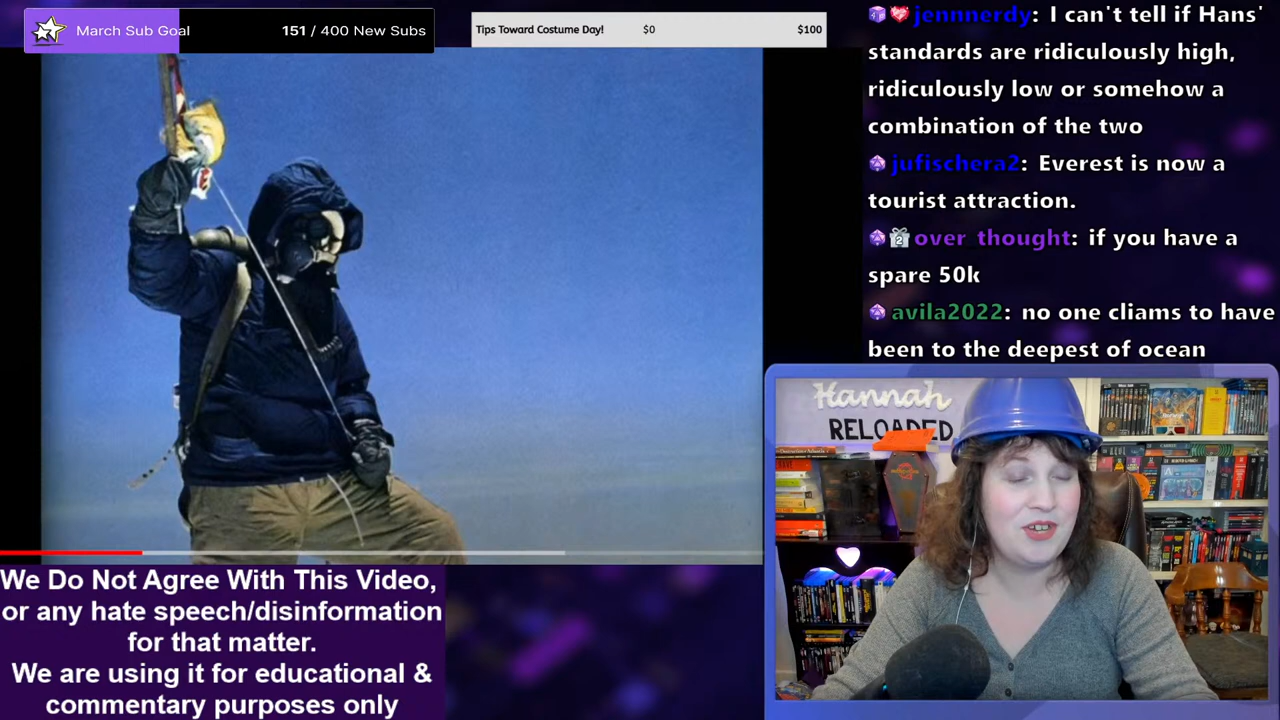 March Sub Goal
151 / 400 New Subs
Tips Toward Costume Day!
$0
$100
jennnerdy: I can't tell if Hans'
standards are ridiculously high,
ridiculously low or somehow a
combination of the two
jufischera2: Everest is now a
tourist attraction.
2 over thought: if you have a
spare 50k
avila2022: no one cliams to have
been to the deepest of ocean
Hannah
RELOADED
We Do Not Agree With This Video,
or any hate speech/disinformation
for that matter.
We are using it for educational &
commentary purposes only